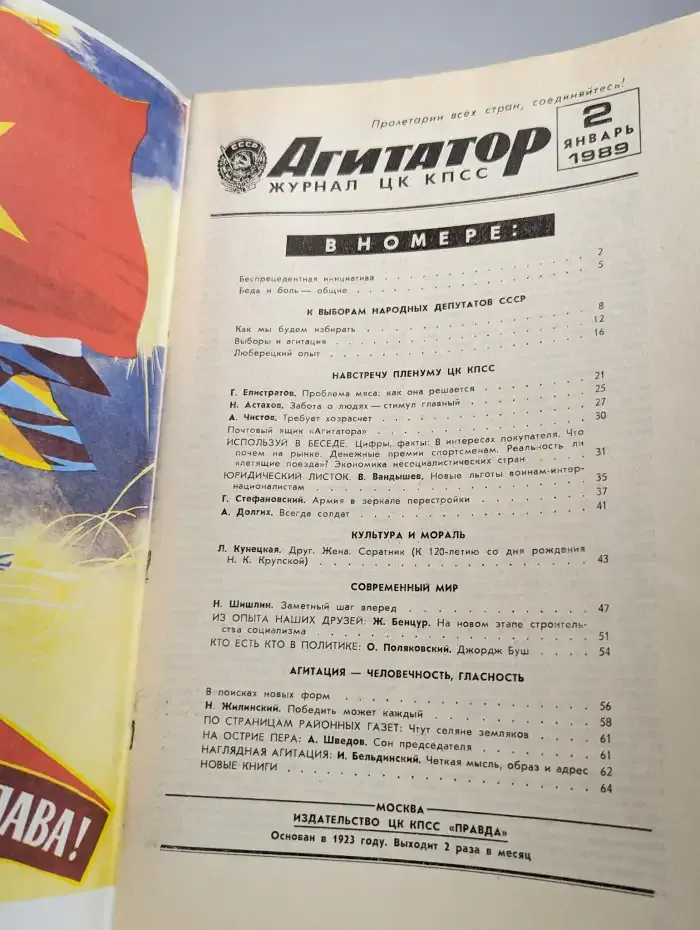 Пролетарии всех стран, соединяйтесь!
СССР
Агитатор
ЖУРНАЛ ЦК КПСС
2
ЯНВАРЬ
1989
В НОМЕРЕ:
Беспрецедентная инициатива . . . 2
Беда и боль — общие . . . 5
К ВЫБОРАМ НАРОДНЫХ ДЕПУТАТОВ СССР
Как мы будем избирать . . . 8
Выборы и агитация . . . 12
Люберецкий опыт . . . 16
НАВСТРЕЧУ ПЛЕНУМУ ЦК КПСС
Г. Елистратов. Проблема мяса: как она решается . . . 21
Н. Астахов. Забота о людях — стимул главный . . . 25
А. Чистов. Требует хозрасчет . . . 27
Почтовый ящик «Агитатора» . . . 30
ИСПОЛЬЗУЙ В БЕСЕДЕ. Цифры, факты: В интересах покупателя. Что
почем на рынке. Денежные премии спортсменам. Реальность ли
«летящие поезда»? Экономика несоциалистических стран . . . 31
ЮРИДИЧЕСКИЙ ЛИСТОК. В. Вандышев. Новые льготы воинам-интер-
националистам . . . 35
Г. Стефановский. Армия в зеркале перестройки . . . 37
А. Долгих. Всегда солдат . . . 41
КУЛЬТУРА И МОРАЛЬ
Л. Кунецкая. Друг. Жена. Соратник (К 120-летию со дня рождения
Н. К. Крупской) . . . 43
СОВРЕМЕННЫЙ МИР
Н. Шишлин. Заметный шаг вперед . . . 47
ИЗ ОПЫТА НАШИХ ДРУЗЕЙ: Ж. Бенцур. На новом этапе строитель-
ства социализма . . . 51
КТО ЕСТЬ КТО В ПОЛИТИКЕ: О. Поляковский. Джордж Буш . . . 54
АГИТАЦИЯ — ЧЕЛОВЕЧНОСТЬ, ГЛАСНОСТЬ
В поисках новых форм . . . 56
Н. Жилинский. Победить может каждый . . . 58
ПО СТРАНИЦАМ РАЙОННЫХ ГАЗЕТ: Чтут селяне земляков . . . 61
НА ОСТРИЕ ПЕРА: А. Шведов. Сон председателя . . . 61
НАГЛЯДНАЯ АГИТАЦИЯ: И. Бельдинский. Четкая мысль, образ и адрес 62
НОВЫЕ КНИГИ . . . 64
МОСКВА
ИЗДАТЕЛЬСТВО ЦК КПСС «ПРАВДА»
Основан в 1923 году. Выходит 2 раза в месяц
ЛАВА!